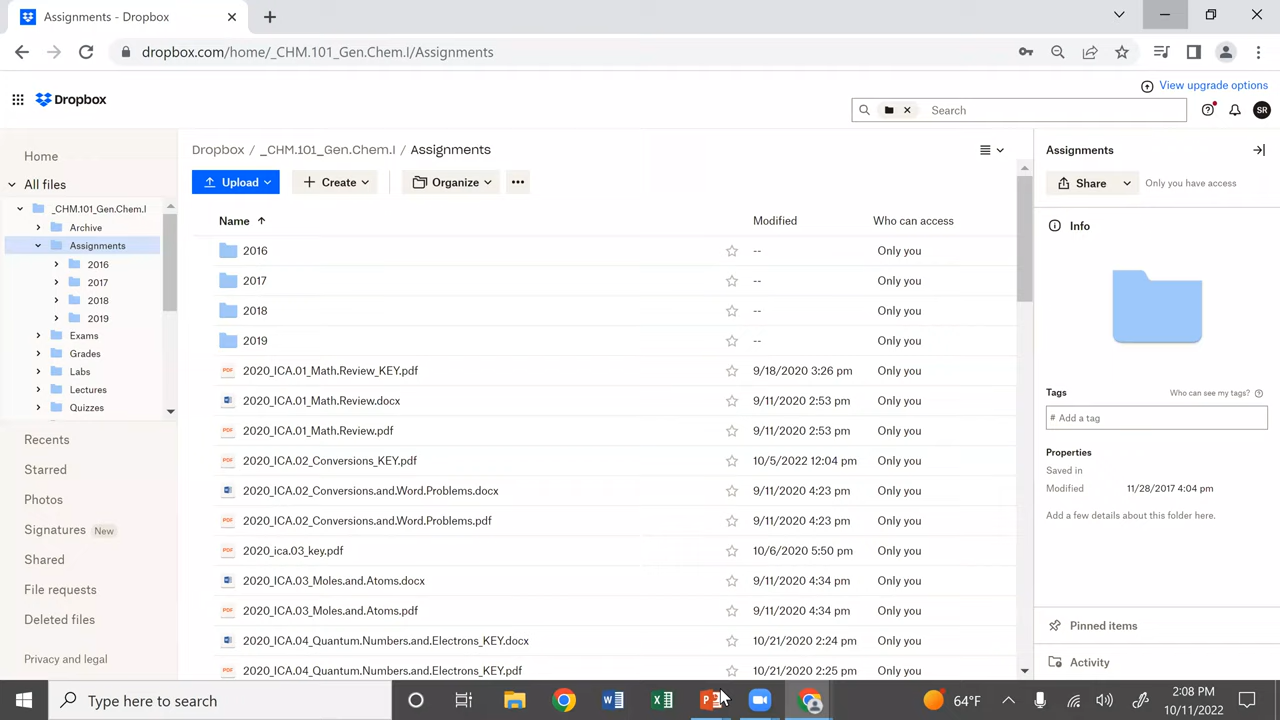 Assignments - Dropbox
dropbox.com/home/_CHM.101_Gen.Chem.I/Assignments
View upgrade options
Dropbox
Search
SR
Home
All files
_CHM.101_Gen.Chem.I
Archive
Assignments
2016
2017
2018
2019
Exams
Grades
Labs
Lectures
Quizzes
Recents
Starred
Photos
Signatures New
Shared
File requests
Deleted files
Privacy and legal
Dropbox / _CHM.101_Gen.Chem.I / Assignments
Upload Create Organize
Name Modified Who can access
2016 -- Only you
2017 -- Only you
2018 -- Only you
2019 -- Only you
PDF 2020_ICA.01_Math.Review_KEY.pdf 9/18/2020 3:26 pm Only you
2020_ICA.01_Math.Review.docx 9/11/2020 2:53 pm Only you
PDF 2020_ICA.01_Math.Review.pdf 9/11/2020 2:53 pm Only you
PDF 2020_ICA.02_Conversions_KEY.pdf 10/5/2022 12:04 pm Only you
2020_ICA.02_Conversions.and.Word.Problems.docx 9/11/2020 4:23 pm Only you
PDF 2020_ICA.02_Conversions.and.Word.Problems.pdf 9/11/2020 4:23 pm Only you
PDF 2020_ica.03_key.pdf 10/6/2020 5:50 pm Only you
2020_ICA.03_Moles.and.Atoms.docx 9/11/2020 4:34 pm Only you
PDF 2020_ICA.03_Moles.and.Atoms.pdf 9/11/2020 4:34 pm Only you
2020_ICA.04_Quantum.Numbers.and.Electrons_KEY.docx 10/21/2020 2:24 pm Only you
PDF 2020_ICA.04_Quantum.Numbers.and.Electrons_KEY.pdf 10/21/2020 2:25 pm Only you
Assignments
Share Only you have access
Info
Tags Who can see my tags?
# Add a tag
Properties
Saved in
Modified 11/28/2017 4:04 pm
Add a few details about this folder here.
Pinned items
Activity
Type here to search
64°F
2:08 PM
10/11/2022